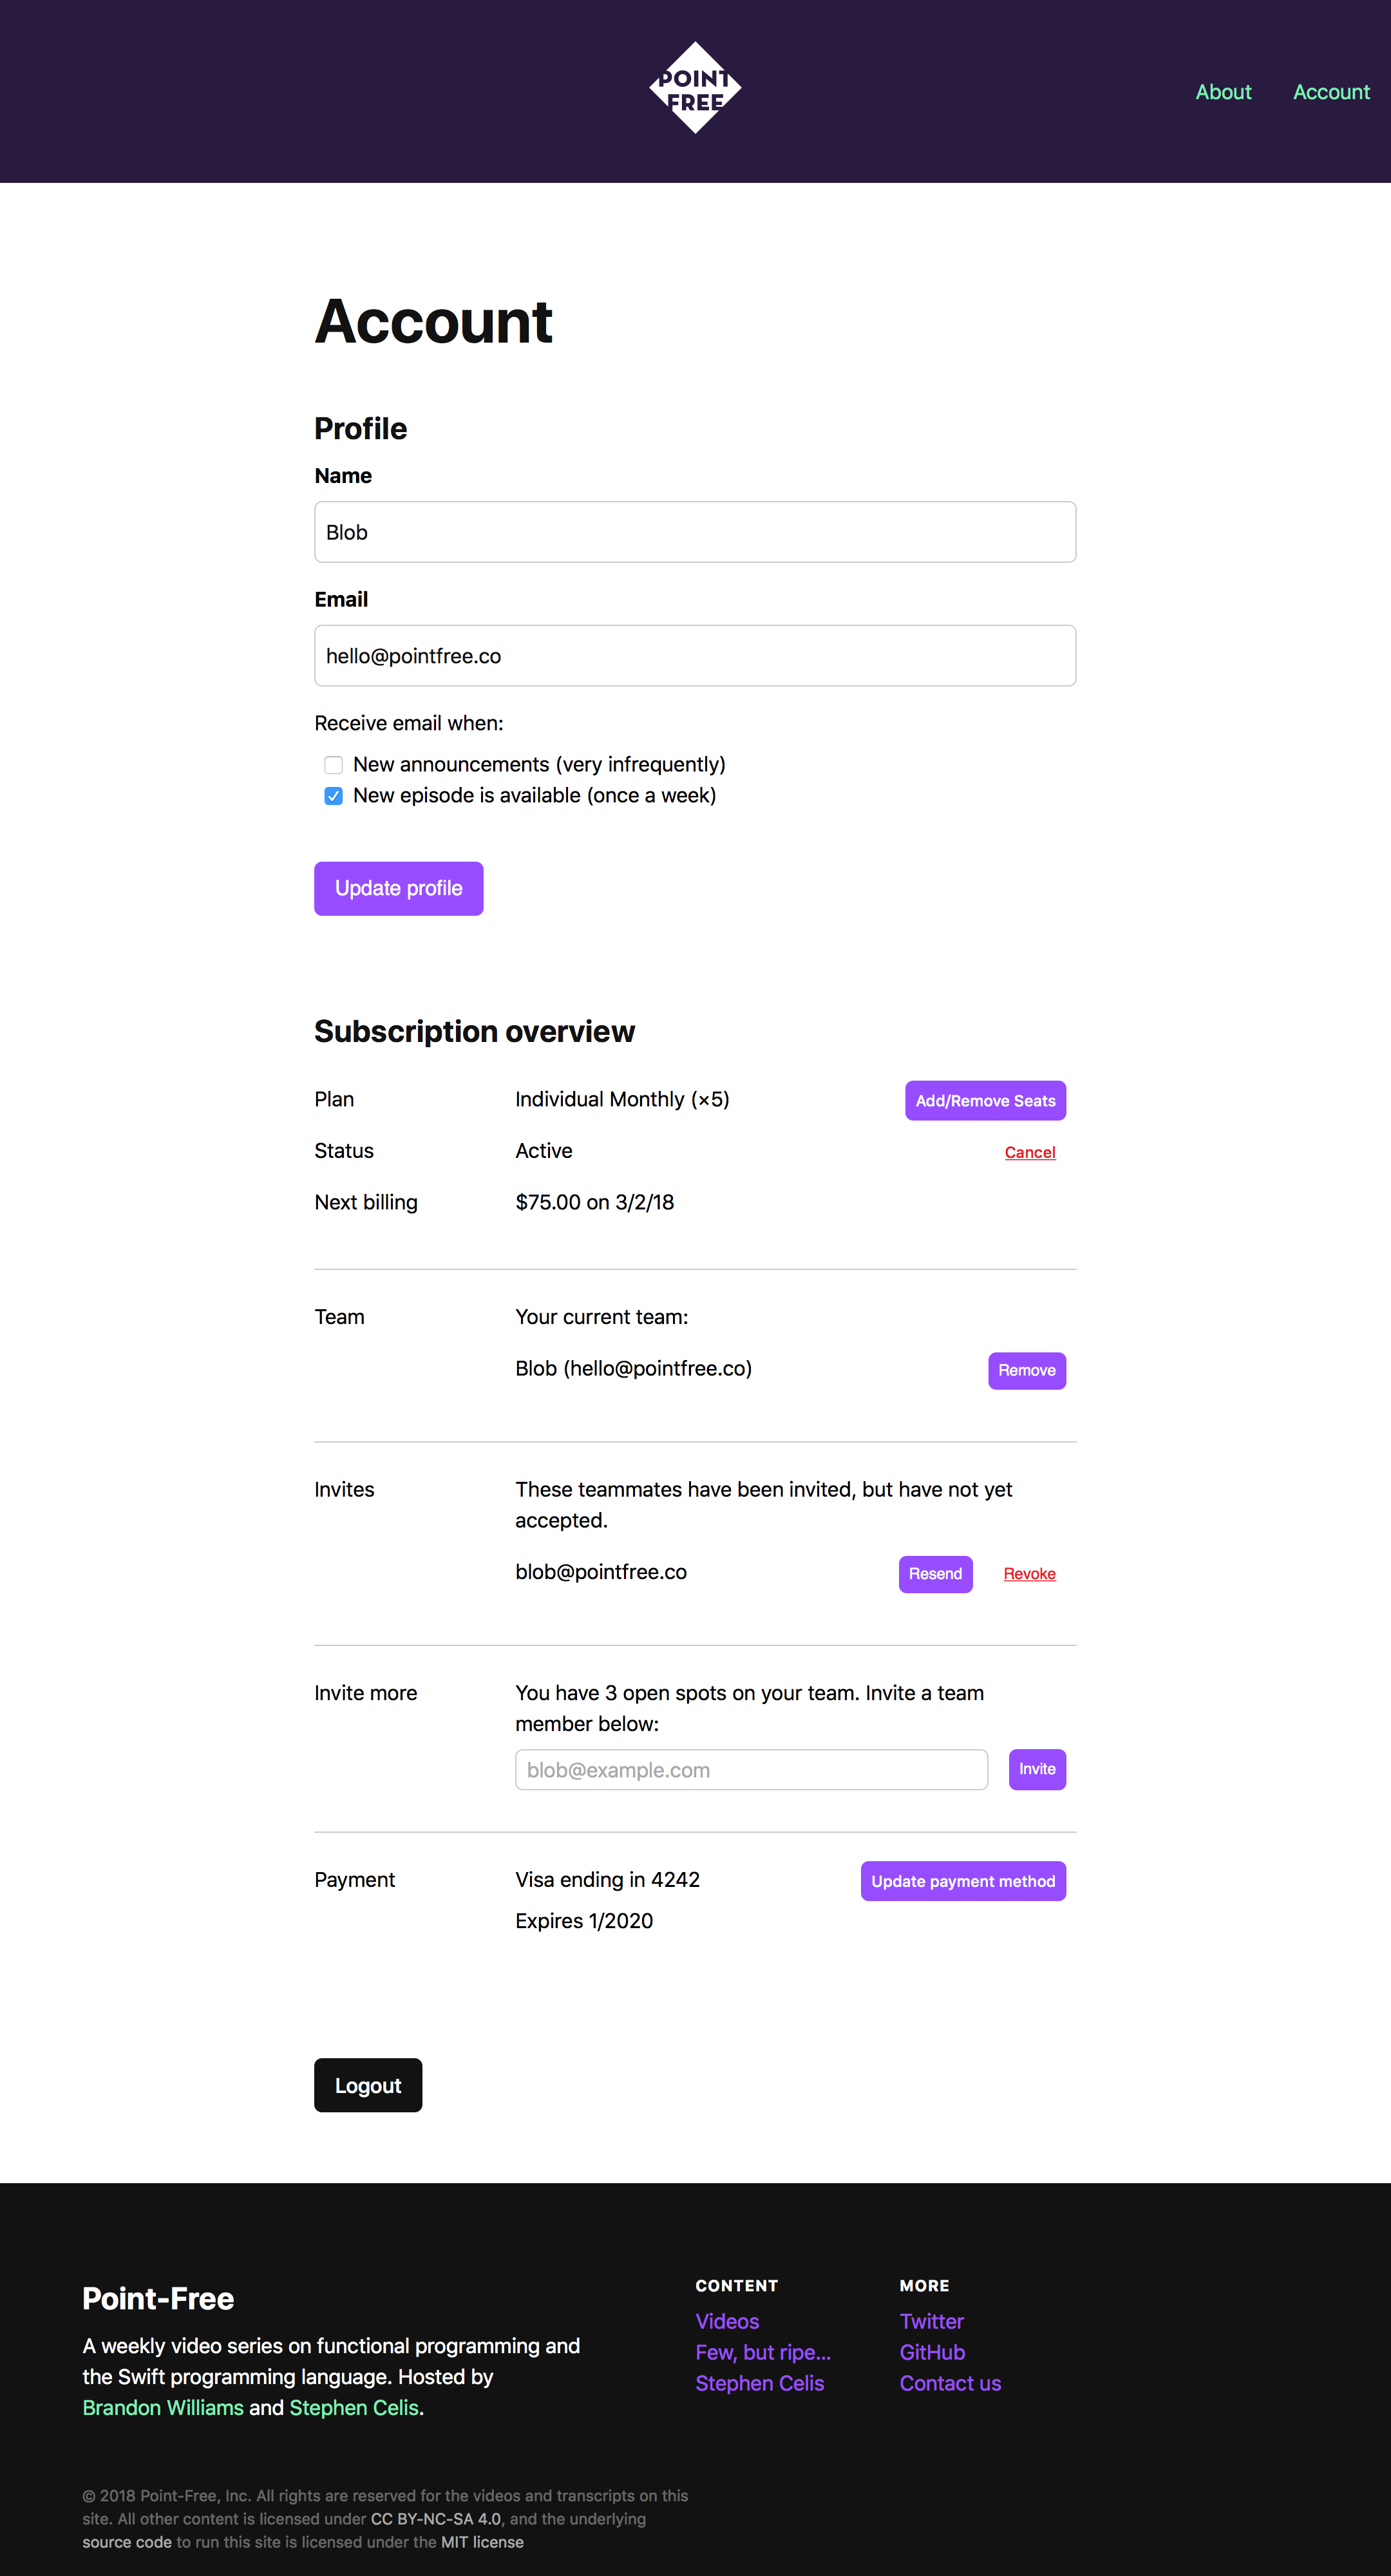 POINT
FREE
About Account
Account
Profile
Name
Blob
Email
hello@pointfree.co
Receive email when:
New announcements (very infrequently)
New episode is available (once a week)
Update profile
Subscription overview
Plan Individual Monthly (×5) Add/Remove Seats
Status Active Cancel
Next billing $75.00 on 3/2/18
Team Your current team:
Blob (hello@pointfree.co) Remove
Invites These teammates have been invited, but have not yet
accepted.
blob@pointfree.co Resend Revoke
Invite more You have 3 open spots on your team. Invite a team
member below:
blob@example.com Invite
Payment Visa ending in 4242 Update payment method
Expires 1/2020
Logout
Point-Free
A weekly video series on functional programming and
the Swift programming language. Hosted by
Brandon Williams and Stephen Celis.
CONTENT
Videos
Few, but ripe...
Stephen Celis
MORE
Twitter
GitHub
Contact us
© 2018 Point-Free, Inc. All rights are reserved for the videos and transcripts on this
site. All other content is licensed under CC BY-NC-SA 4.0, and the underlying
source code to run this site is licensed under the MIT license